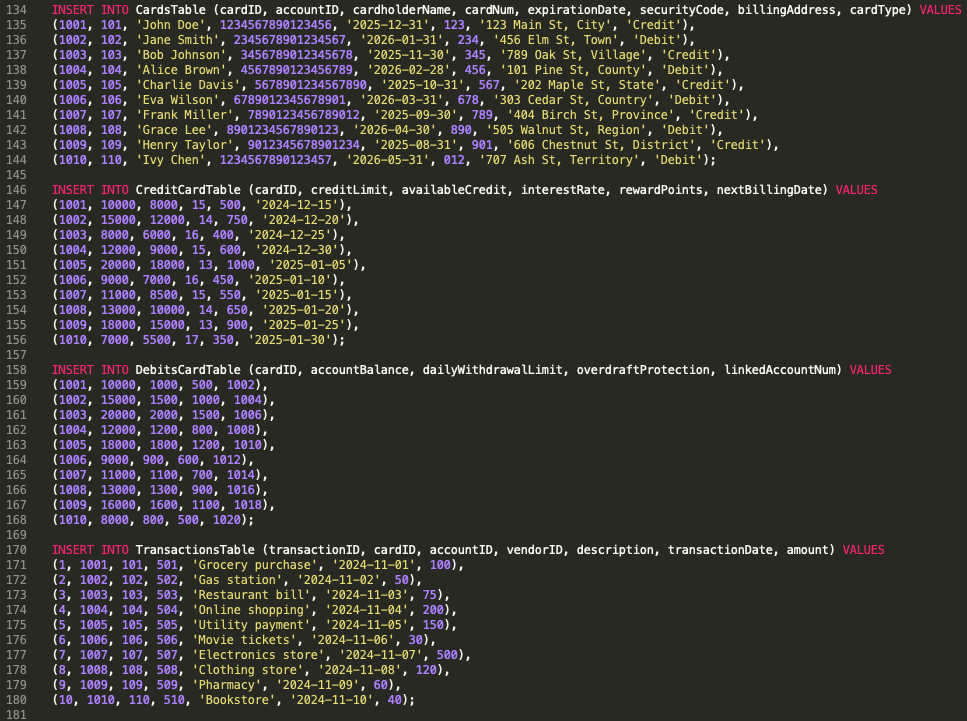 134 INSERT INTO CardsTable (cardID, accountID, cardholderName, cardNum, expirationDate, securityCode, billingAddress, cardType) VALUES
135 (1001, 101, 'John Doe', 1234567890123456, '2025-12-31', 123, '123 Main St, City', 'Credit'),
136 (1002, 102, 'Jane Smith', 2345678901234567, '2026-01-31', 234, '456 Elm St, Town', 'Debit'),
137 (1003, 103, 'Bob Johnson', 3456789012345678, '2025-11-30', 345, '789 Oak St, Village', 'Credit'),
138 (1004, 104, 'Alice Brown', 4567890123456789, '2026-02-28', 456, '101 Pine St, County', 'Debit'),
139 (1005, 105, 'Charlie Davis', 5678901234567890, '2025-10-31', 567, '202 Maple St, State', 'Credit'),
140 (1006, 106, 'Eva Wilson', 6789012345678901, '2026-03-31', 678, '303 Cedar St, Country', 'Debit'),
141 (1007, 107, 'Frank Miller', 7890123456789012, '2025-09-30', 789, '404 Birch St, Province', 'Credit'),
142 (1008, 108, 'Grace Lee', 8901234567890123, '2026-04-30', 890, '505 Walnut St, Region', 'Debit'),
143 (1009, 109, 'Henry Taylor', 9012345678901234, '2025-08-31', 901, '606 Chestnut St, District', 'Credit'),
144 (1010, 110, 'Ivy Chen', 1234567890123457, '2026-05-31', 012, '707 Ash St, Territory', 'Debit');
145
146 INSERT INTO CreditCardTable (cardID, creditLimit, availableCredit, interestRate, rewardPoints, nextBillingDate) VALUES
147 (1001, 10000, 8000, 15, 500, '2024-12-15'),
148 (1002, 15000, 12000, 14, 750, '2024-12-20'),
149 (1003, 8000, 6000, 16, 400, '2024-12-25'),
150 (1004, 12000, 9000, 15, 600, '2024-12-30'),
151 (1005, 20000, 18000, 13, 1000, '2025-01-05'),
152 (1006, 9000, 7000, 16, 450, '2025-01-10'),
153 (1007, 11000, 8500, 15, 550, '2025-01-15'),
154 (1008, 13000, 10000, 14, 650, '2025-01-20'),
155 (1009, 18000, 15000, 13, 900, '2025-01-25'),
156 (1010, 7000, 5500, 17, 350, '2025-01-30');
157
158 INSERT INTO DebitsCardTable (cardID, accountBalance, dailyWithdrawalLimit, overdraftProtection, linkedAccountNum) VALUES
159 (1001, 10000, 1000, 500, 1002),
160 (1002, 15000, 1500, 1000, 1004),
161 (1003, 20000, 2000, 1500, 1006),
162 (1004, 12000, 1200, 800, 1008),
163 (1005, 18000, 1800, 1200, 1010),
164 (1006, 9000, 900, 600, 1012),
165 (1007, 11000, 1100, 700, 1014),
166 (1008, 13000, 1300, 900, 1016),
167 (1009, 16000, 1600, 1100, 1018),
168 (1010, 8000, 800, 500, 1020);
169
170 INSERT INTO TransactionsTable (transactionID, cardID, accountID, vendorID, description, transactionDate, amount) VALUES
171 (1, 1001, 101, 501, 'Grocery purchase', '2024-11-01', 100),
172 (2, 1002, 102, 502, 'Gas station', '2024-11-02', 50),
173 (3, 1003, 103, 503, 'Restaurant bill', '2024-11-03', 75),
174 (4, 1004, 104, 504, 'Online shopping', '2024-11-04', 200),
175 (5, 1005, 105, 505, 'Utility payment', '2024-11-05', 150),
176 (6, 1006, 106, 506, 'Movie tickets', '2024-11-06', 30),
177 (7, 1007, 107, 507, 'Electronics store', '2024-11-07', 500),
178 (8, 1008, 108, 508, 'Clothing store', '2024-11-08', 120),
179 (9, 1009, 109, 509, 'Pharmacy', '2024-11-09', 60),
180 (10, 1010, 110, 510, 'Bookstore', '2024-11-10', 40);
181